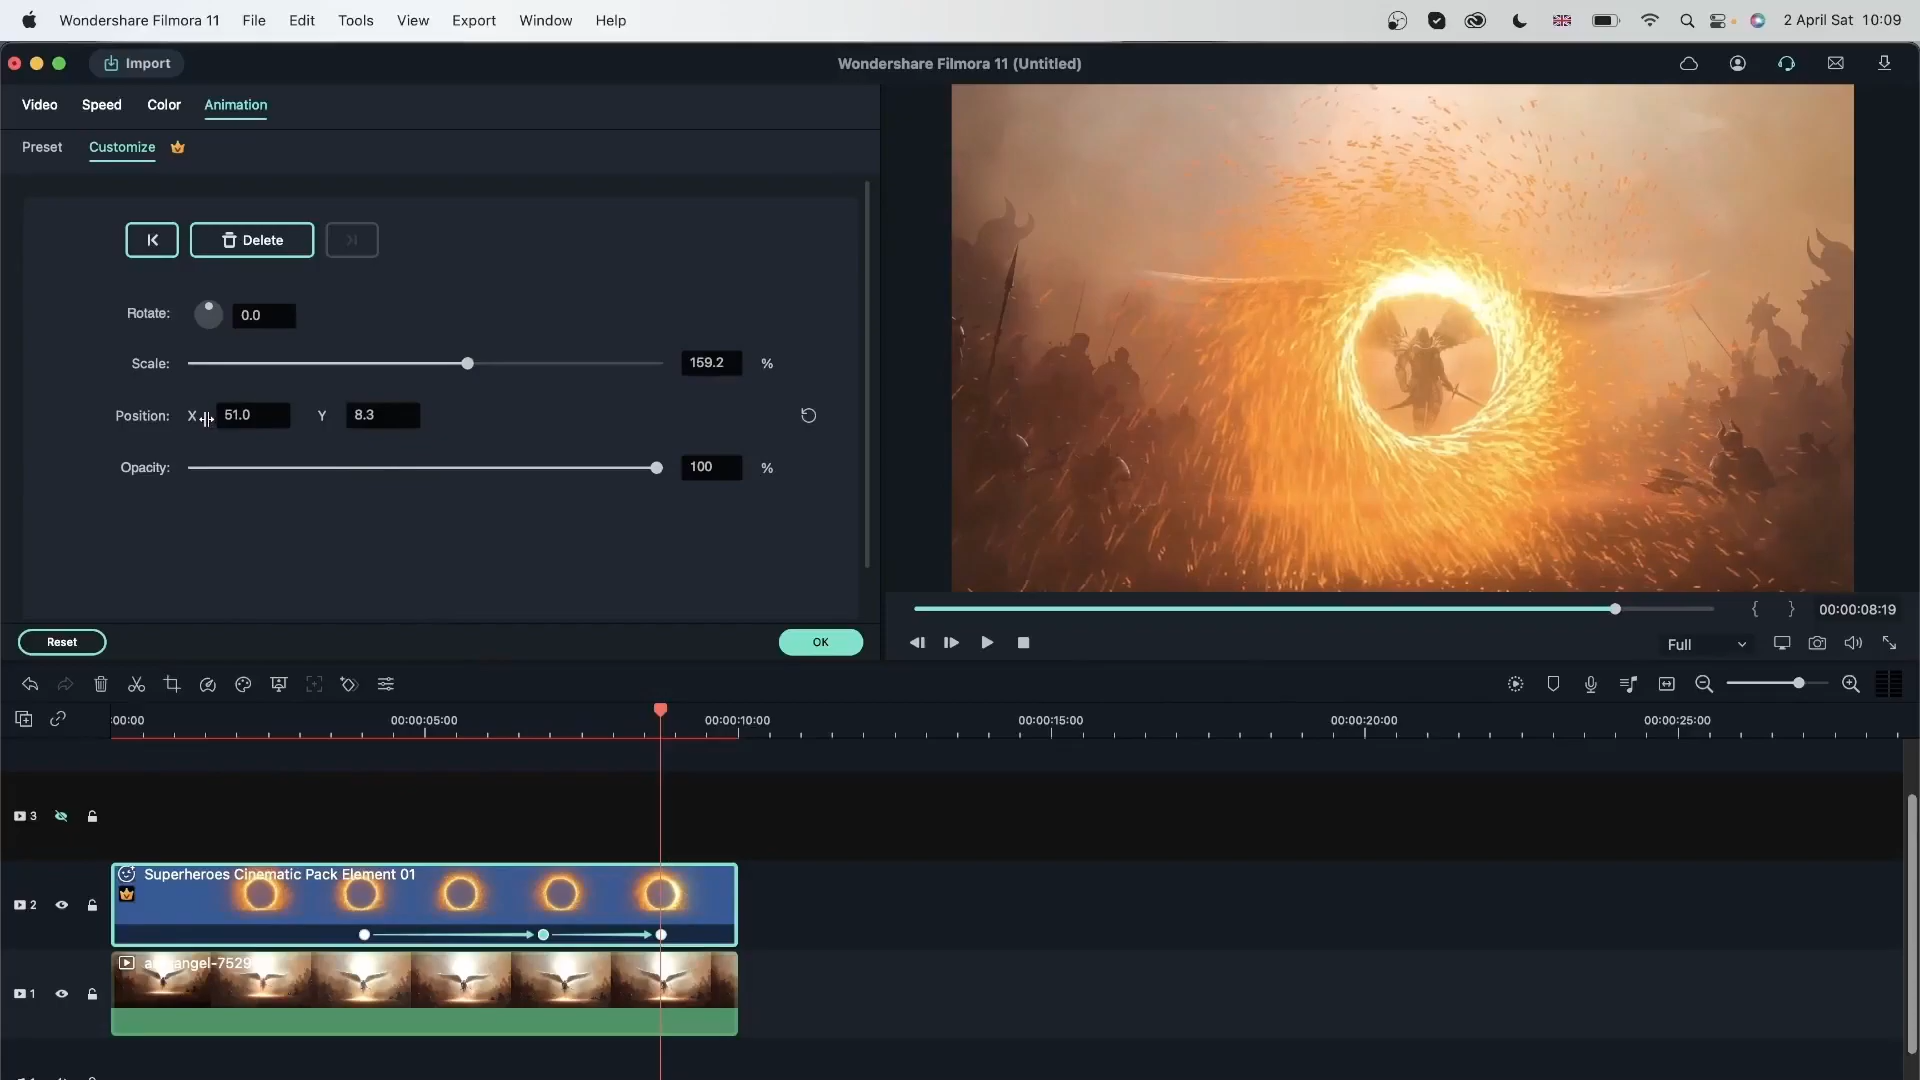 Wondershare Filmora 11 File Edit Tools View Export Window Help 2 April Sat 10:09
Import Wondershare Filmora 11 (Untitled)
Video Speed Color Animation
Preset Customize
Delete
Rotate: 0.0
Scale: 159.2 %
Position: X 51.0 Y 8.3
Opacity: 100 %
00:00:08:19
Reset OK
Full
:00:00 00:00:05:00 00:00:10:00 00:00:15:00 00:00:20:00 00:00:25:00
3
Superheroes Cinematic Pack Element 01
2
1